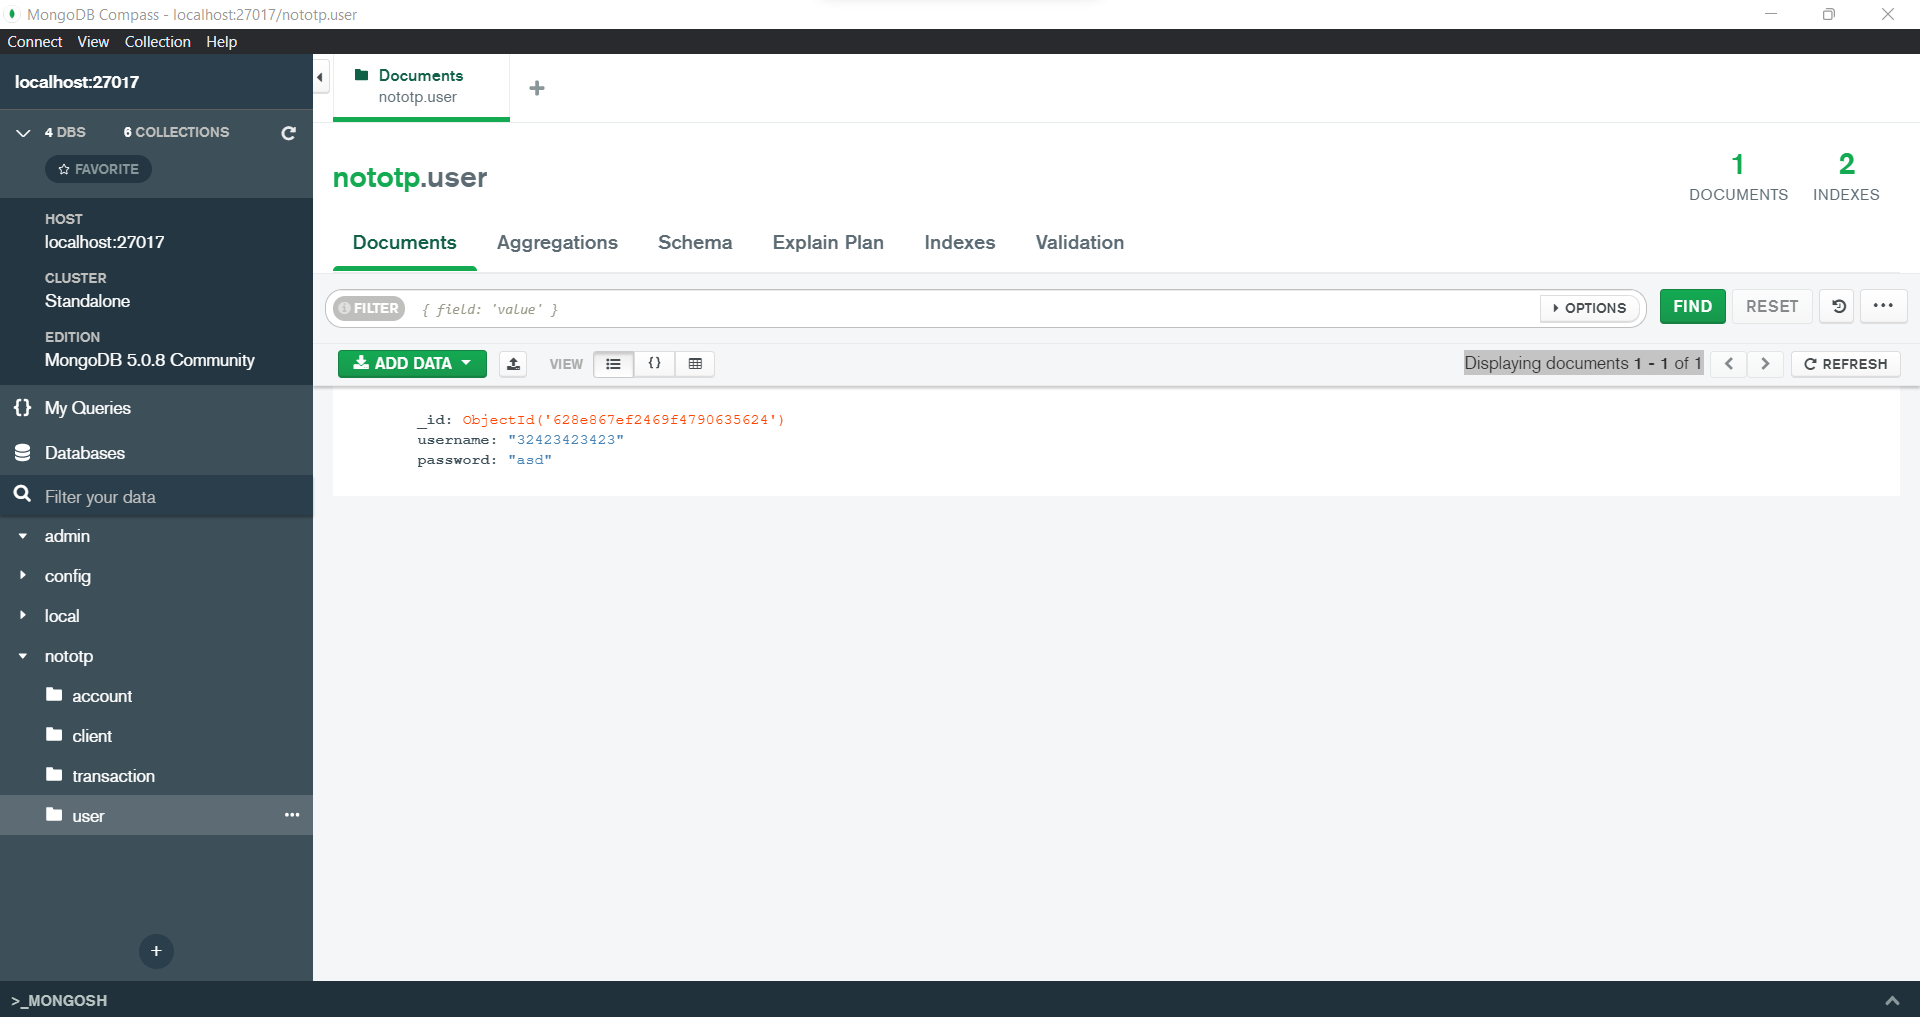 MongoDB Compass - localhost:27017/nototp.user
Connect View Collection Help
localhost:27017
4 DBS 6 COLLECTIONS
FAVORITE
HOST
localhost:27017
CLUSTER
Standalone
EDITION
MongoDB 5.0.8 Community
{} My Queries
Databases
Filter your data
admin
config
local
nototp
account
client
transaction
user
Documents
nototp.user
nototp.user
1
DOCUMENTS
2
INDEXES
Documents Aggregations Schema Explain Plan Indexes Validation
FILTER { field: 'value' } OPTIONS FIND RESET
ADD DATA VIEW {} Displaying documents 1 - 1 of 1 REFRESH
_id: ObjectId('628e867ef2469f4790635624')
username: "32423423423"
password: "asd"
>_MONGOSH